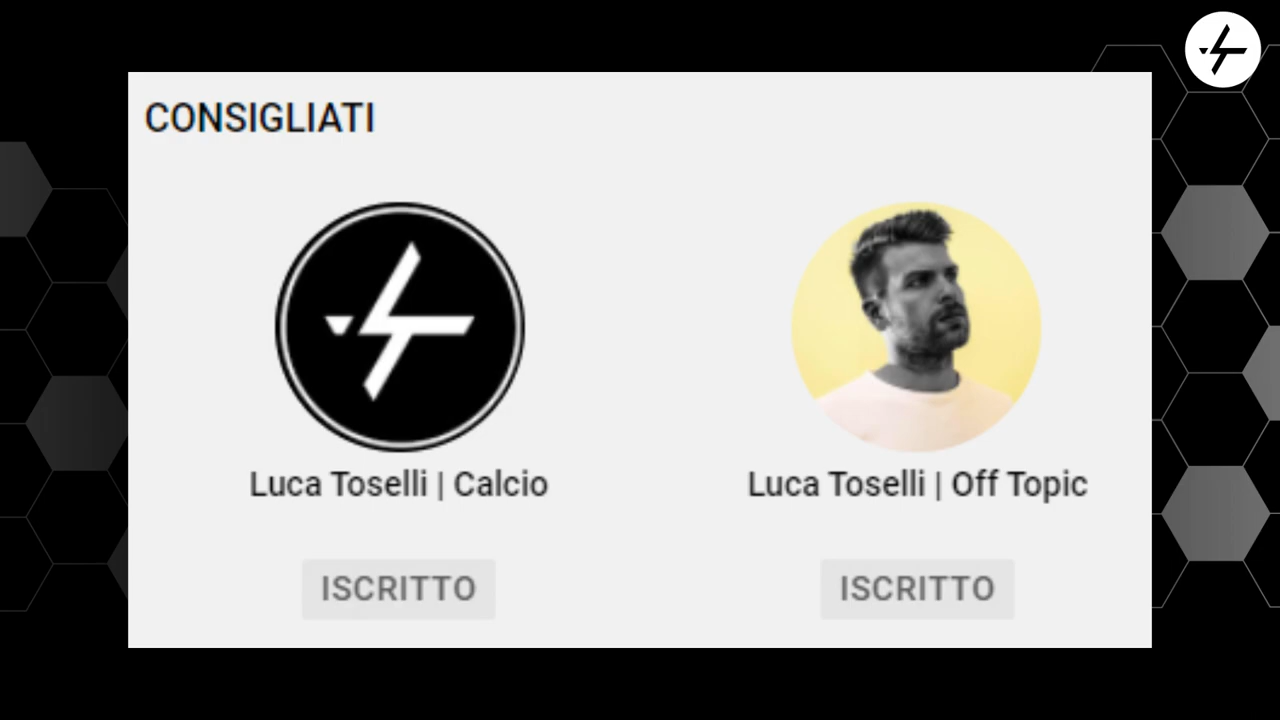 CONSIGLIATI
Luca Toselli | Calcio
Luca Toselli | Off Topic
ISCRITTO
ISCRITTO